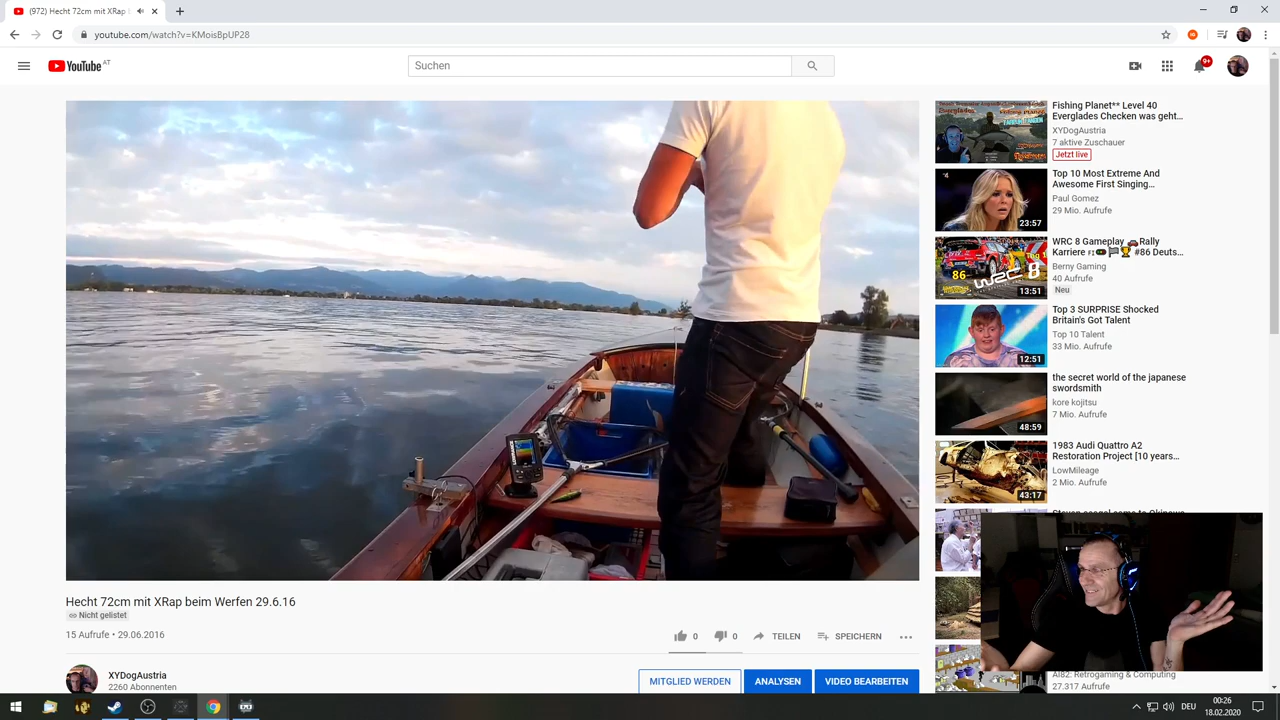 (972) Hecht 72cm mit XRap b
youtube.com/watch?v=KMoisBpUP28
YouTube AT
Suchen
9+
Hecht 72cm mit XRap beim Werfen 29.6.16
Nicht gelistet
15 Aufrufe • 29.06.2016
0
0
TEILEN
SPEICHERN
XYDogAustria
2260 Abonnenten
MITGLIED WERDEN
ANALYSEN
VIDEO BEARBEITEN
Everglades
Fishing Planet** Level 40
Everglades Checken was geht...
XYDogAustria
7 aktive Zuschauer
Jetzt live
23:57
Top 10 Most Extreme And
Awesome First Singing...
Paul Gomez
29 Mio. Aufrufe
86
WRC 8
13:51
WRC 8 Gameplay 🚗Rally
Karriere 🎮🏁🏆 #86 Deuts...
Berny Gaming
40 Aufrufe
Neu
12:51
Top 3 SURPRISE Shocked
Britain's Got Talent
Top 10 Talent
33 Mio. Aufrufe
48:59
the secret world of the japanese
swordsmith
kore kojitsu
7 Mio. Aufrufe
43:17
1983 Audi Quattro A2
Restoration Project [10 years...
LowMileage
2 Mio. Aufrufe
AI82: Retrogaming & Computing
27.317 Aufrufe
DEU
00:26
18.02.2020